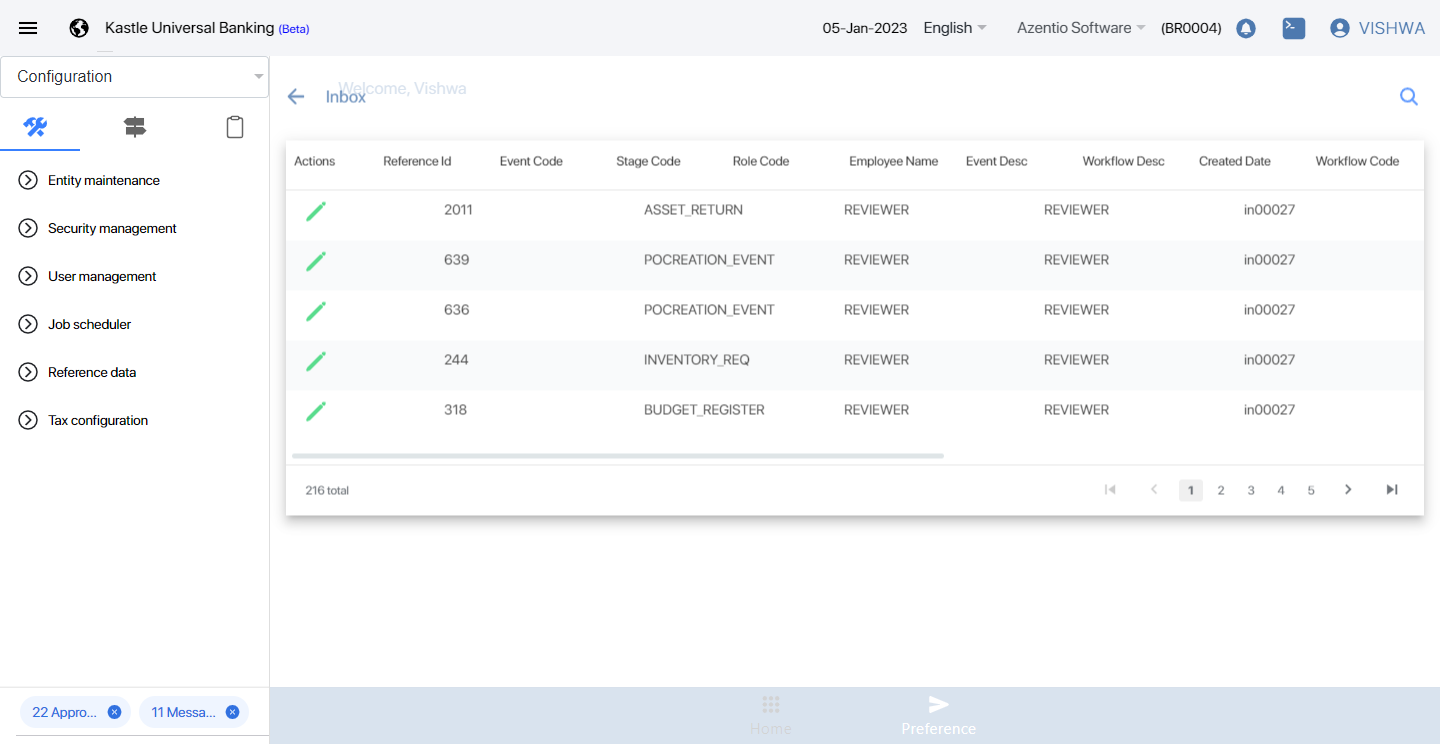 Kastle Universal Banking (Beta) 05-Jan-2023 English Azentio Software (BR0004) VISHWA
Configuration
Welcome, Vishwa
Inbox
Entity maintenance
Security management
User management
Job scheduler
Reference data
Tax configuration
Actions Reference Id Event Code Stage Code Role Code Employee Name Event Desc Workflow Desc Created Date Workflow Code
2011 ASSET_RETURN REVIEWER REVIEWER in00027
639 POCREATION_EVENT REVIEWER REVIEWER in00027
636 POCREATION_EVENT REVIEWER REVIEWER in00027
244 INVENTORY_REQ REVIEWER REVIEWER in00027
318 BUDGET_REGISTER REVIEWER REVIEWER in00027
216 total 1 2 3 4 5
22 Appro... 11 Messa...
Home Preference